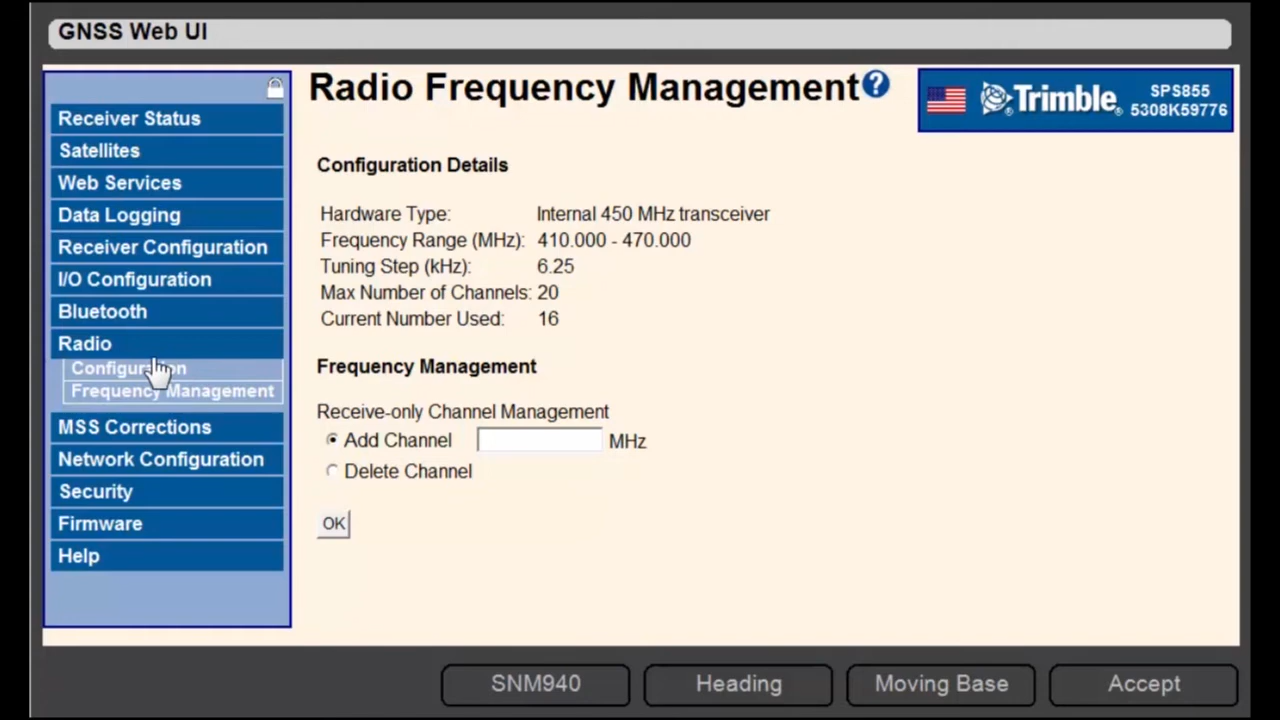 GNSS Web UI
Receiver Status
Satellites
Web Services
Data Logging
Receiver Configuration
I/O Configuration
Bluetooth
Radio
Configuration
Frequency Management
MSS Corrections
Network Configuration
Security
Firmware
Help
Radio Frequency Management
?
Trimble
SPS855
5308K59776
Configuration Details
Hardware Type: Internal 450 MHz transceiver
Frequency Range (MHz): 410.000 - 470.000
Tuning Step (kHz): 6.25
Max Number of Channels: 20
Current Number Used: 16
Frequency Management
Receive-only Channel Management
Add Channel MHz
Delete Channel
OK
SNM940 Heading Moving Base Accept